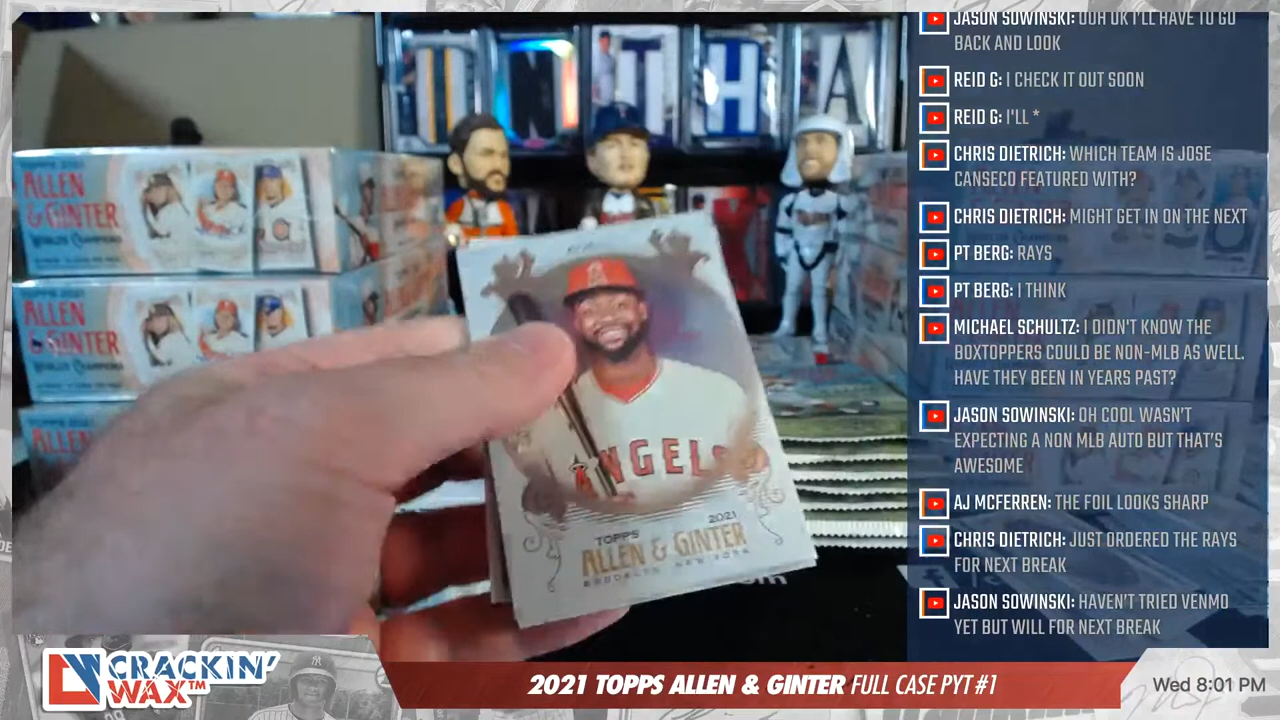 JASON SOWINSKI: OOH OK I'LL HAVE TO GO
BACK AND LOOK
REID G: I CHECK IT OUT SOON
REID G: I'LL *
CHRIS DIETRICH: WHICH TEAM IS JOSE
CANSECO FEATURED WITH?
CHRIS DIETRICH: MIGHT GET IN ON THE NEXT
PT BERG: RAYS
PT BERG: I THINK
MICHAEL SCHULTZ: I DIDN'T KNOW THE
BOXTOPPERS COULD BE NON-MLB AS WELL.
HAVE THEY BEEN IN YEARS PAST?
JASON SOWINSKI: OH COOL WASN'T
EXPECTING A NON MLB AUTO BUT THAT'S
AWESOME
AJ MCFERREN: THE FOIL LOOKS SHARP
CHRIS DIETRICH: JUST ORDERED THE RAYS
FOR NEXT BREAK
JASON SOWINSKI: HAVEN'T TRIED VENMO
YET BUT WILL FOR NEXT BREAK
I N T H A
TOPPS 2021
ALLEN
& GINTER
WORLD'S CHAMPIONS
ALLEN
& GINTER
ALLEN
ANGELS
TOPPS 2021
ALLEN & GINTER
BROOKLYN NEW YORK
CRACKIN'
WAX™
2021 TOPPS ALLEN & GINTER FULL CASE PYT #1
Wed 8:01 PM